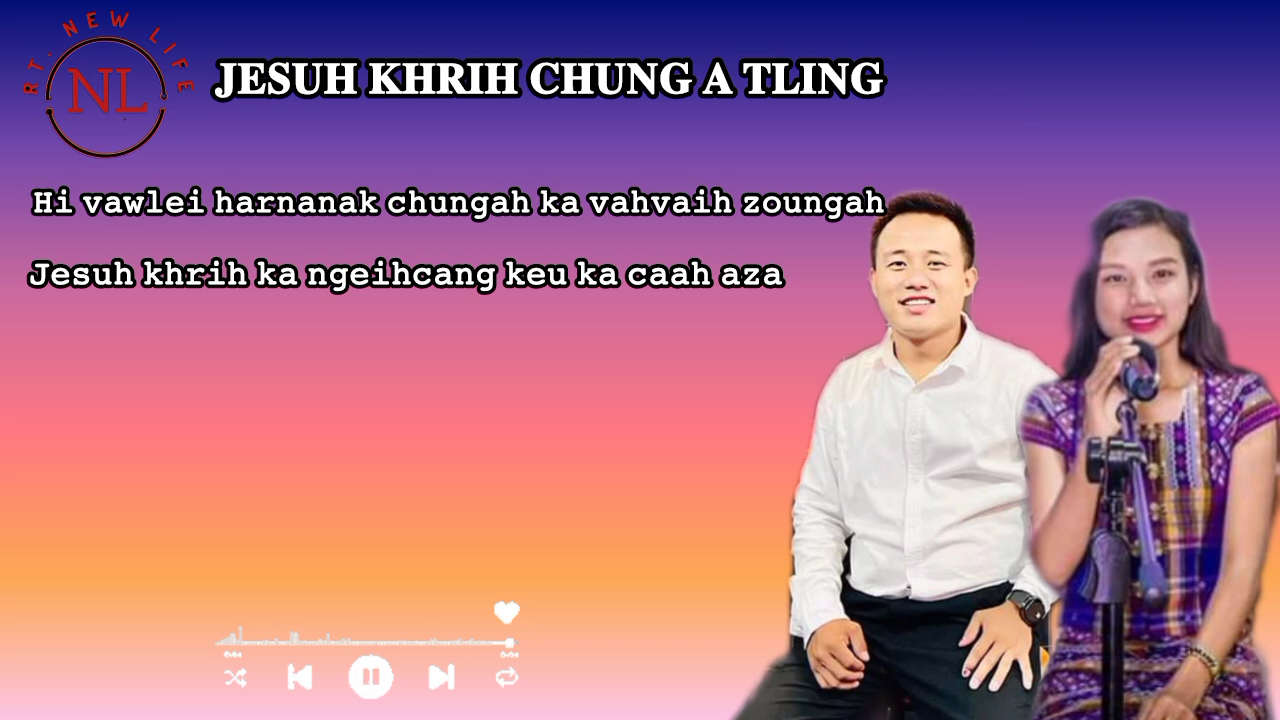 RT. NEW LIFE
NL
JESUH KHRIH CHUNG A TLING
Hi vawlei harnanak chungah ka vahvaih zoungah
Jesuh khrih ka ngeihcang keu ka caah aza